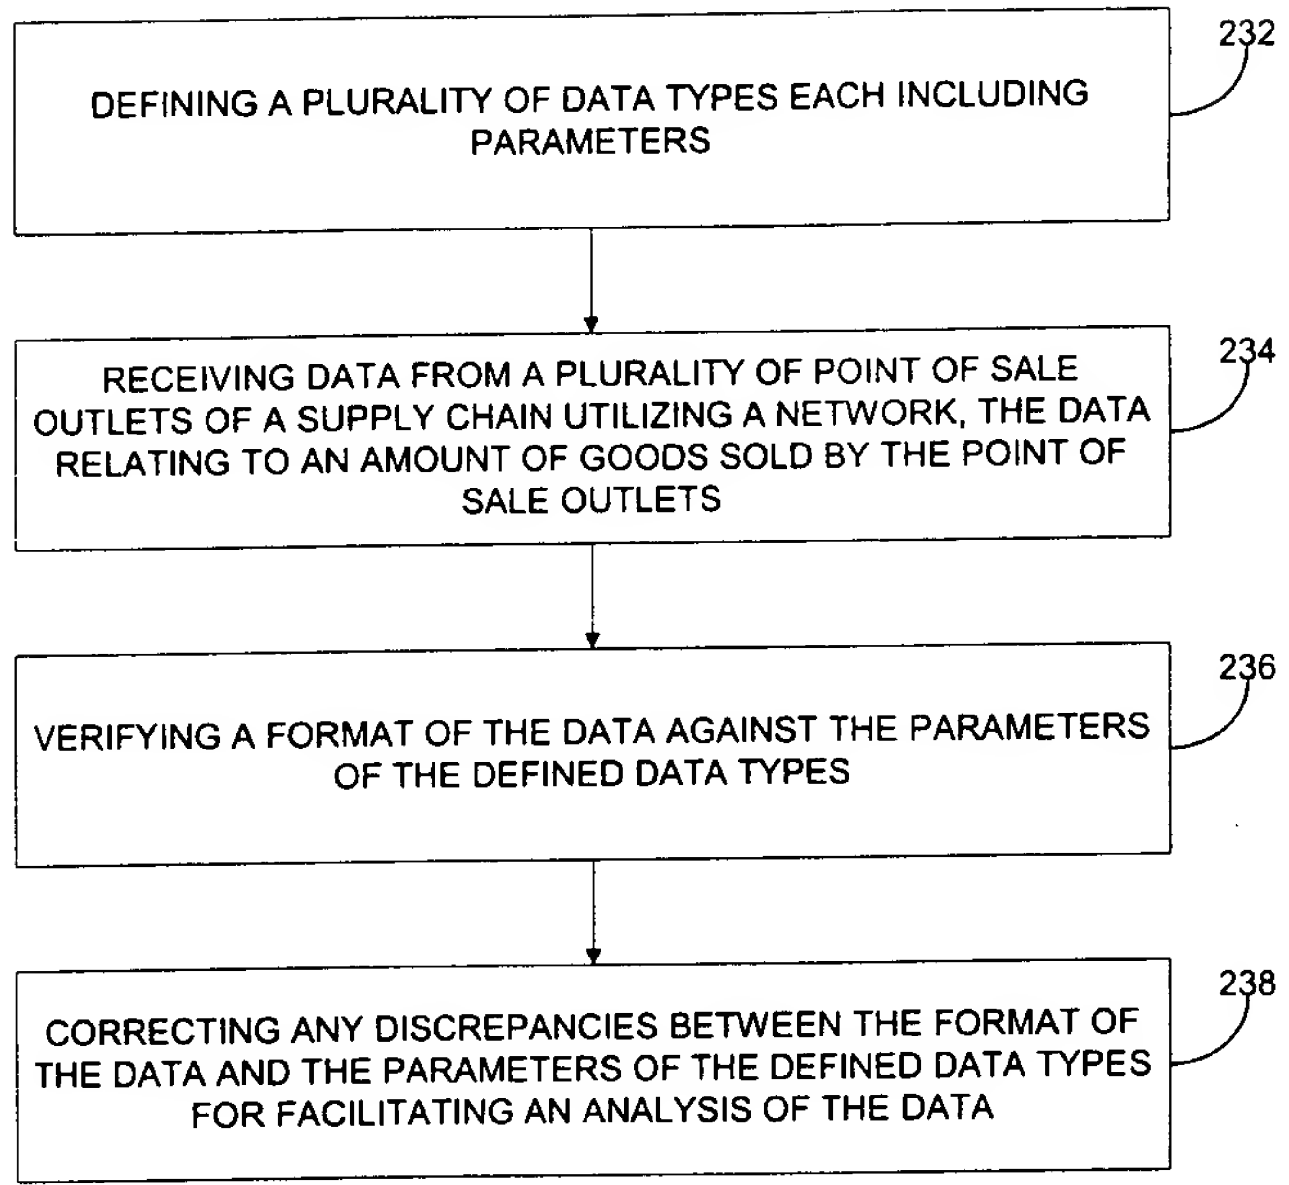 232
DEFINING A PLURALITY OF DATA TYPES EACH INCLUDING
PARAMETERS
234
RECEIVING DATA FROM A PLURALITY OF POINT OF SALE
OUTLETS OF A SUPPLY CHAIN UTILIZING A NETWORK, THE DATA
RELATING TO AN AMOUNT OF GOODS SOLD BY THE POINT OF
SALE OUTLETS
236
VERIFYING A FORMAT OF THE DATA AGAINST THE PARAMETERS
OF THE DEFINED DATA TYPES
238
CORRECTING ANY DISCREPANCIES BETWEEN THE FORMAT OF
THE DATA AND THE PARAMETERS OF THE DEFINED DATA TYPES
FOR FACILITATING AN ANALYSIS OF THE DATA